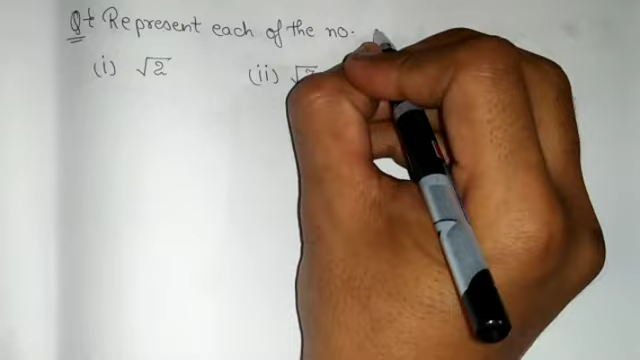 Q† Represent each of the no.
(i) √2 (ii)